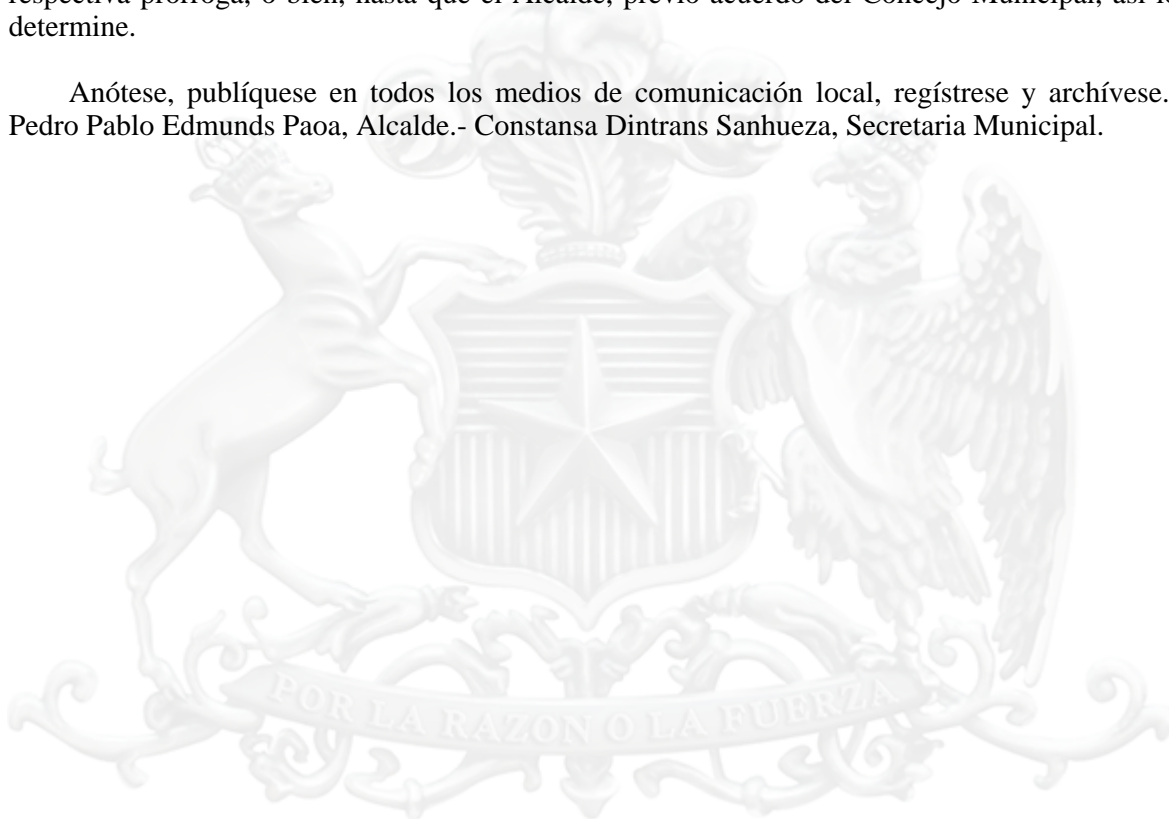 respectiva prórroga, o bien, hasta que el Alcalde, previo acuerdo del Concejo Municipal, así lo
determine.
Anótese, publíquese en todos los medios de comunicación local, regístrese y archívese.
Pedro Pablo Edmunds Paoa, Alcalde.- Constansa Dintrans Sanhueza, Secretaria Municipal.
POR LA RAZON O LA FUERZA